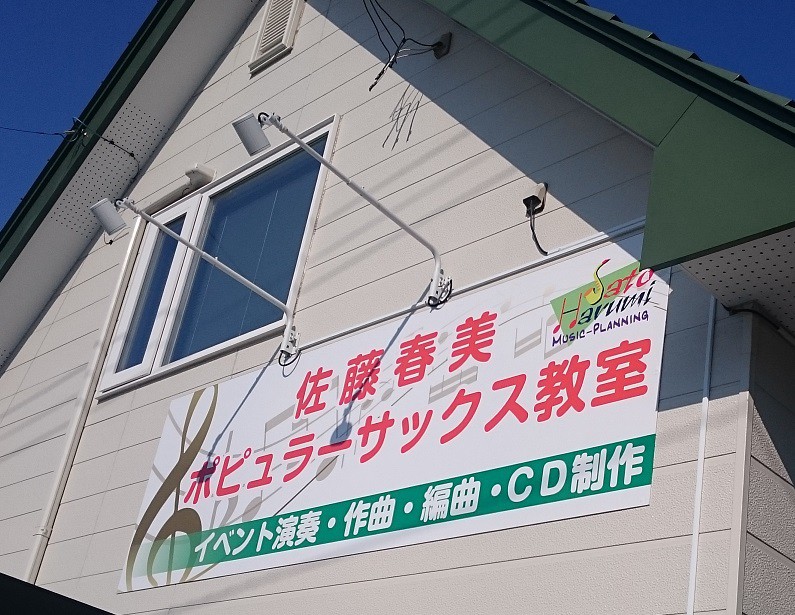 Sato
Harumi
MUSIC-PLANNING
佐藤春美
ポピュラーサックス教室
イベント演奏・作曲・編曲・CD制作